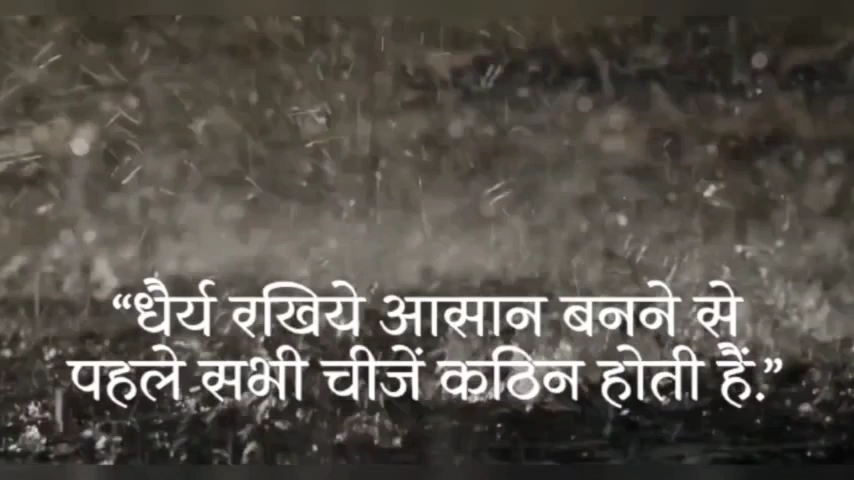 “धैर्य रखिये आसान बनने से
पहले सभी चीजें कठिन होती हैं.”